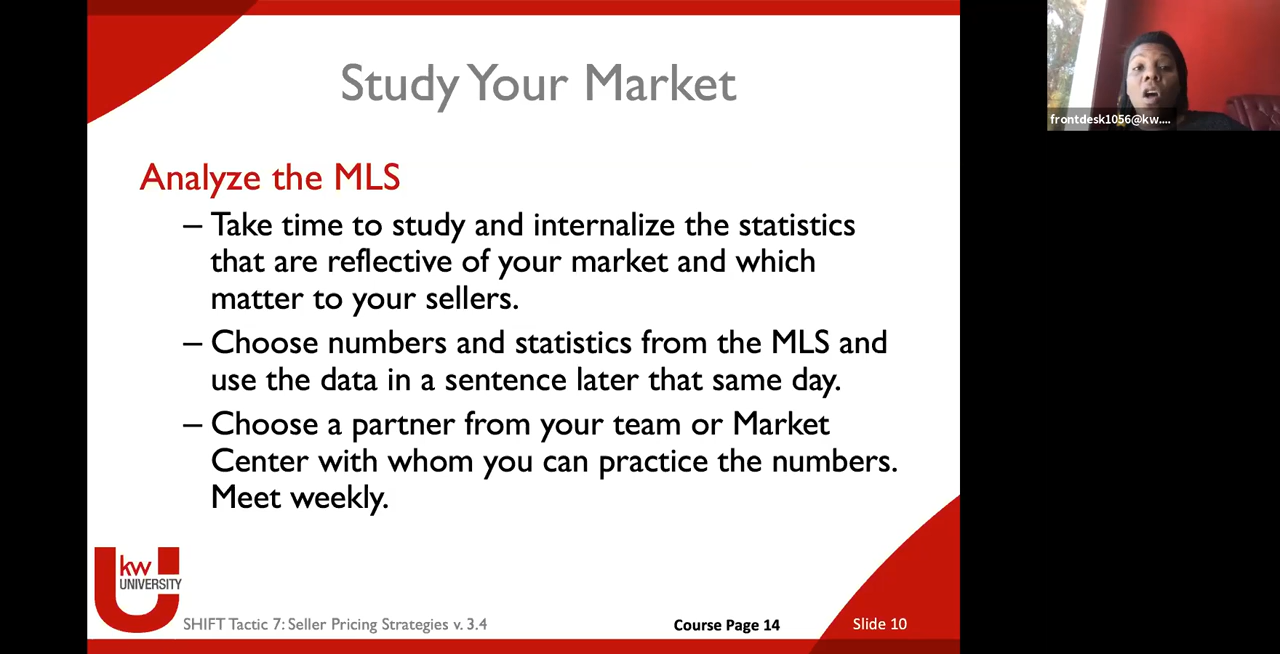 Study Your Market
frontdesk1056@kw....
Analyze the MLS
– Take time to study and internalize the statistics
that are reflective of your market and which
matter to your sellers.
– Choose numbers and statistics from the MLS and
use the data in a sentence later that same day.
– Choose a partner from your team or Market
Center with whom you can practice the numbers.
Meet weekly.
kw
UNIVERSITY
SHIFT Tactic 7: Seller Pricing Strategies v. 3.4
Course Page 14
Slide 10